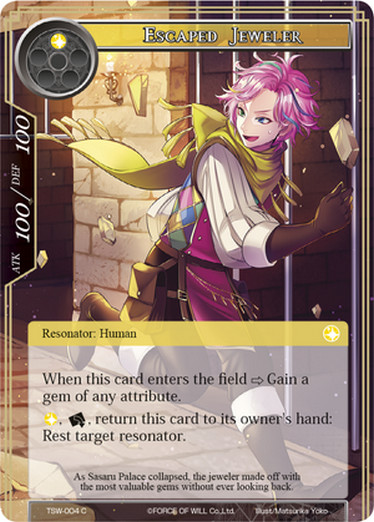 Escaped Jeweler
100/DEF 100
ATK
Resonator: Human
When this card enters the field ⇨ Gain a
gem of any attribute.
, , return this card to its owner's hand:
Rest target resonator.
As Sasaru Palace collapsed, the jeweler made off with
the most valuable gems without ever looking back.
TSW-004 C
©FORCE OF WILL Co.,Ltd.
Illust/Matsurika Yoko